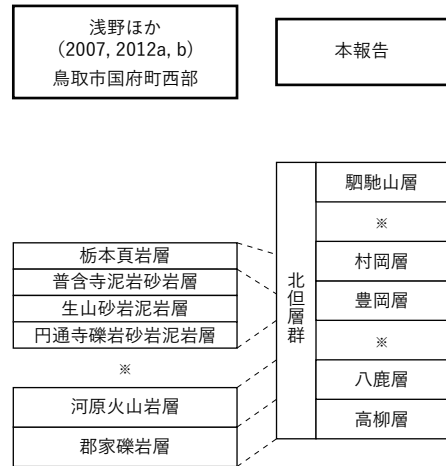 浅野ほか
(2007, 2012a, b)
鳥取市国府町西部
本報告
栃本頁岩層
普含寺泥岩砂岩層
生山砂岩泥岩層
円通寺礫岩砂岩泥岩層
※
河原火山岩層
郡家礫岩層
北但層群
駟馳山層
※
村岡層
豊岡層
※
八鹿層
高柳層